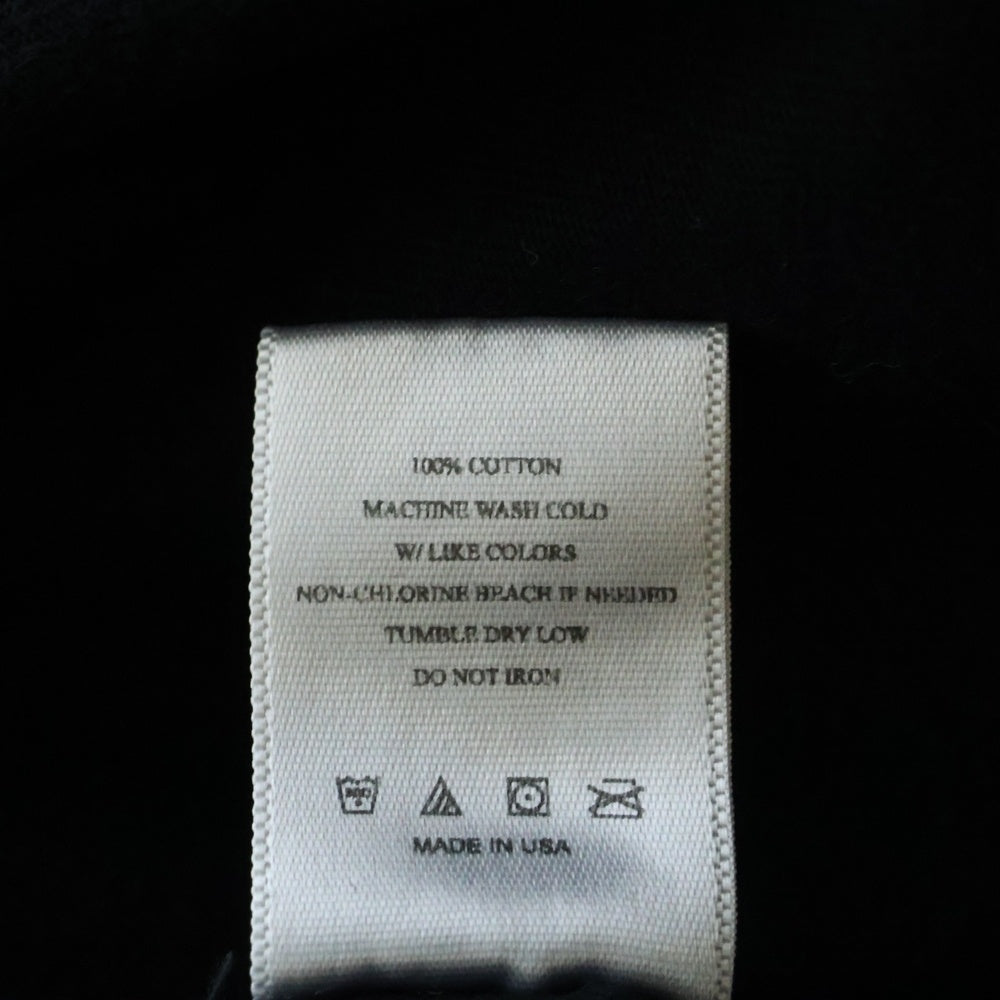 100% COTTON
MACHINE WASH COLD
W/ LIKE COLORS
NON-CHLORINE BEACH IF NEEDED
TUMBLE DRY LOW
DO NOT IRON
MADE IN USA